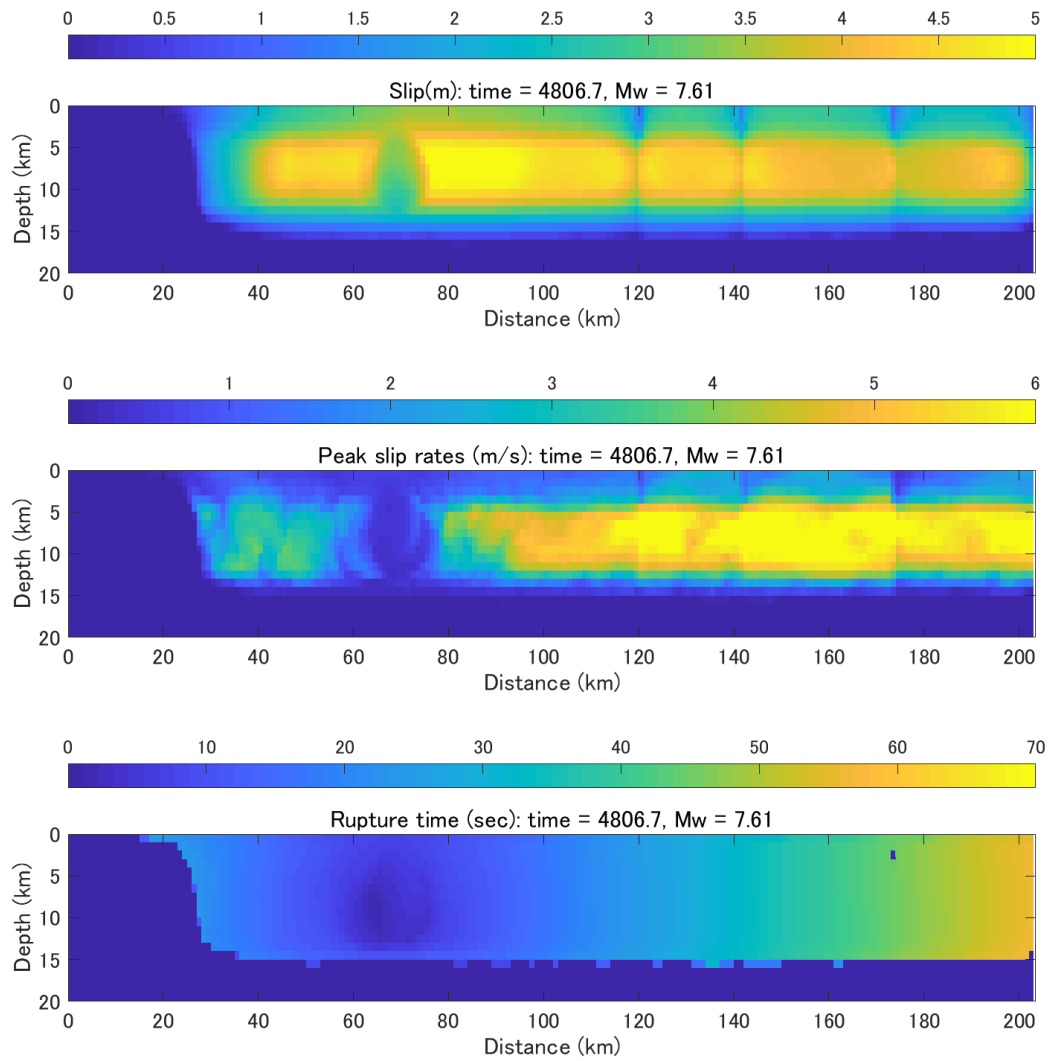 0 0.5 1 1.5 2 2.5 3 3.5 4 4.5 5
Slip(m): time = 4806.7, Mw = 7.61
Depth (km)
0
5
10
15
20
0 20 40 60 80 100 120 140 160 180 200
Distance (km)
0 1 2 3 4 5 6
Peak slip rates (m/s): time = 4806.7, Mw = 7.61
Depth (km)
0
5
10
15
20
0 20 40 60 80 100 120 140 160 180 200
Distance (km)
0 10 20 30 40 50 60 70
Rupture time (sec): time = 4806.7, Mw = 7.61
Depth (km)
0
5
10
15
20
0 20 40 60 80 100 120 140 160 180 200
Distance (km)